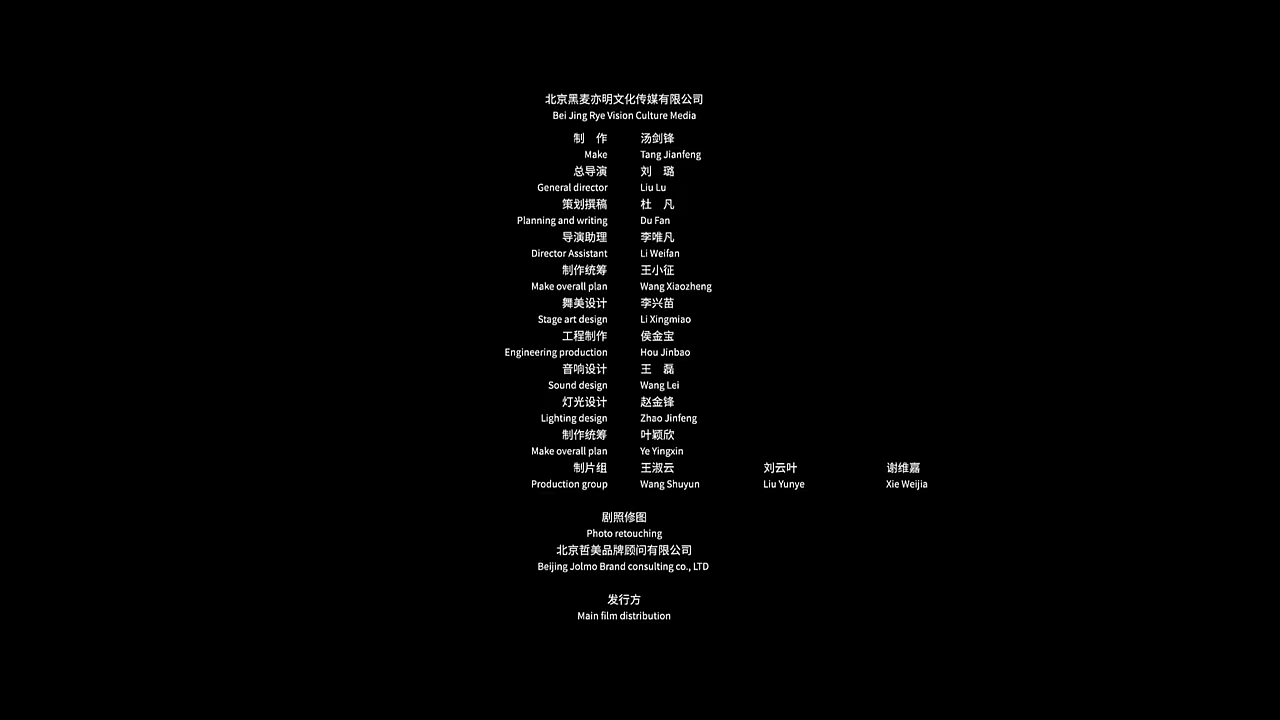 北京黑麦亦明文化传媒有限公司
Bei Jing Rye Vision Culture Media
制 作 汤剑锋
Make Tang Jianfeng
总导演 刘 璐
General director Liu Lu
策划撰稿 杜 凡
Planning and writing Du Fan
导演助理 李唯凡
Director Assistant Li Weifan
制作统筹 王小征
Make overall plan Wang Xiaozheng
舞美设计 李兴苗
Stage art design Li Xingmiao
工程制作 侯金宝
Engineering production Hou Jinbao
音响设计 王 磊
Sound design Wang Lei
灯光设计 赵金锋
Lighting design Zhao Jinfeng
制作统筹 叶颖欣
Make overall plan Ye Yingxin
制片组 王淑云 刘云叶 谢维嘉
Production group Wang Shuyun Liu Yunye Xie Weijia
剧照修图
Photo retouching
北京哲美品牌顾问有限公司
Beijing Jolmo Brand consulting co., LTD
发行方
Main film distribution